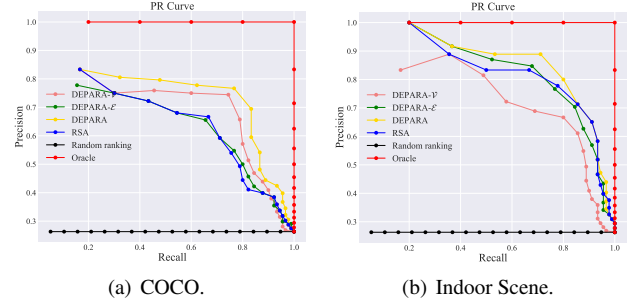 PR Curve
1.0
0.9
0.8
0.7
0.6
0.5
0.4
0.3
Precision
DEPARA-V
DEPARA-ℰ
DEPARA
RSA
Random ranking
Oracle
0.2 0.4 0.6 0.8 1.0
Recall
(a) COCO.
PR Curve
1.0
0.9
0.8
0.7
0.6
0.5
0.4
0.3
Precision
DEPARA-𝒱
DEPARA-ℰ
DEPARA
RSA
Random ranking
Oracle
0.2 0.4 0.6 0.8 1.0
Recall
(b) Indoor Scene.